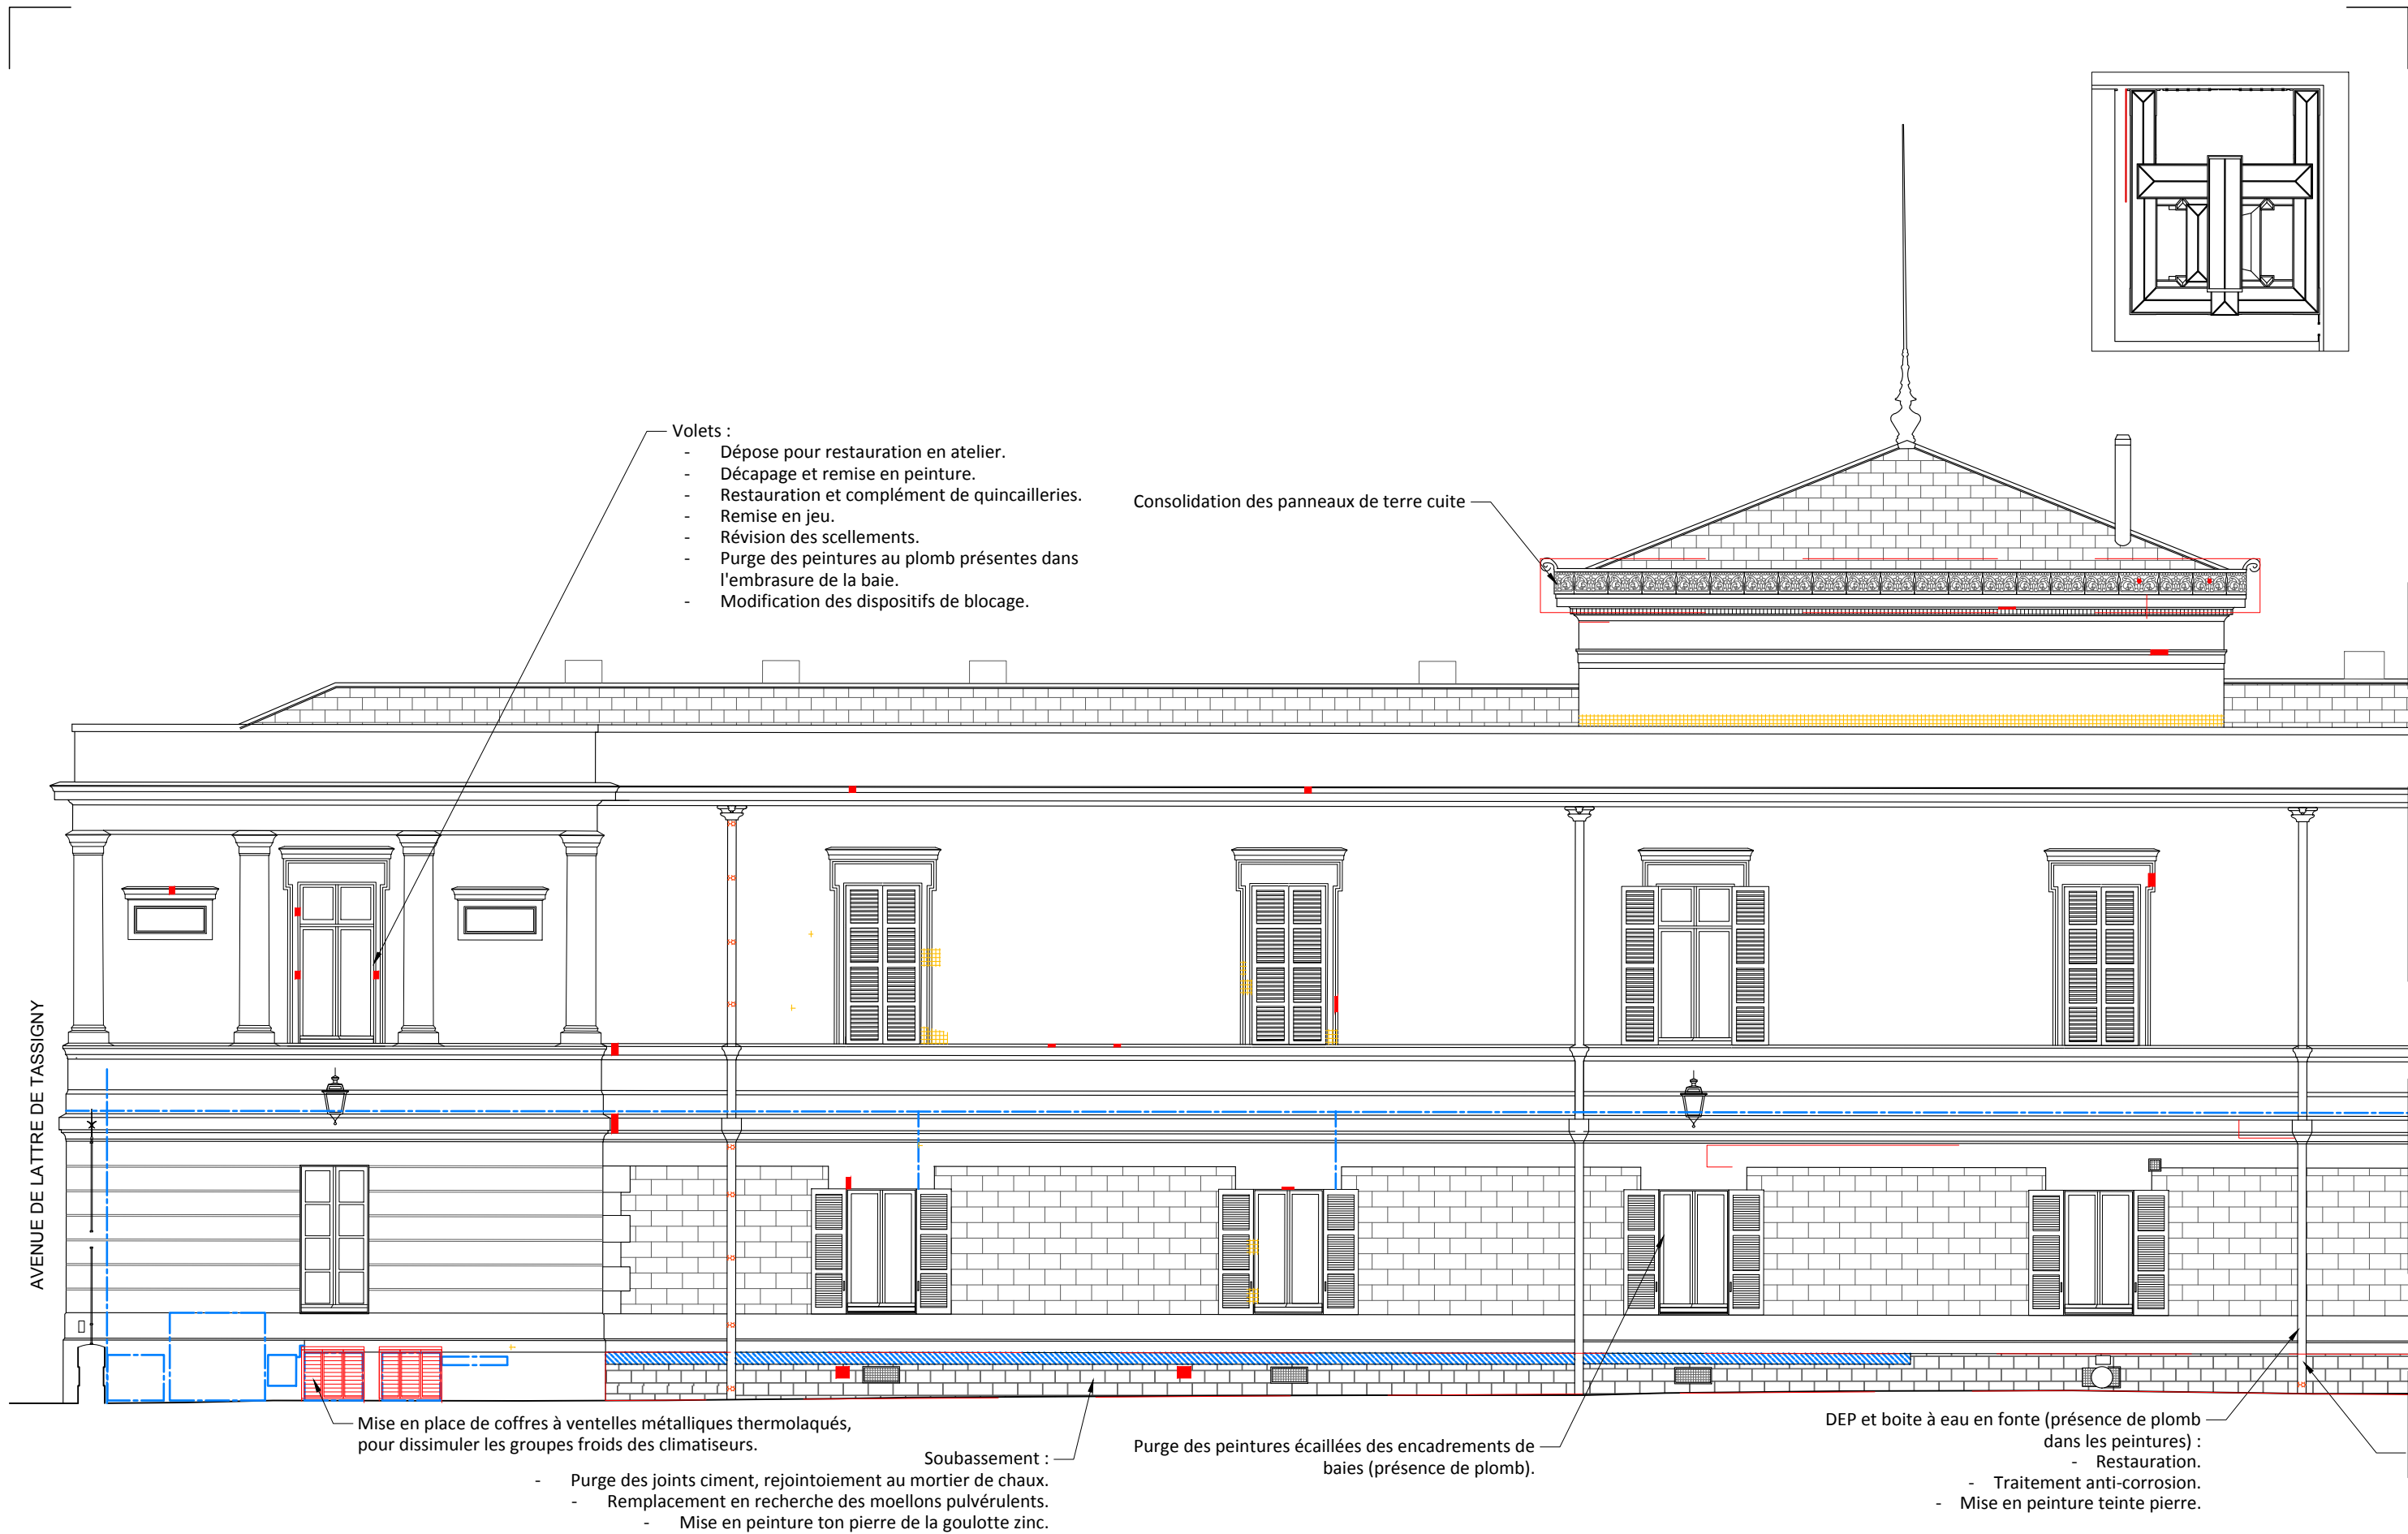 Volets :
- Dépose pour restauration en atelier.
- Décapage et remise en peinture.
- Restauration et complément de quincailleries.
- Remise en jeu.
- Révision des scellements.
- Purge des peintures au plomb présentes dans
l'embrasure de la baie.
- Modification des dispositifs de blocage.
Consolidation des panneaux de terre cuite
AVENUE DE LATTRE DE TASSIGNY
Mise en place de coffres à ventelles métalliques thermolaqués,
pour dissimuler les groupes froids des climatiseurs.
Soubassement :
- Purge des joints ciment, rejointoiement au mortier de chaux.
- Remplacement en recherche des moellons pulvérulents.
- Mise en peinture ton pierre de la goulotte zinc.
Purge des peintures écaillées des encadrements de
baies (présence de plomb).
DEP et boite à eau en fonte (présence de plomb
dans les peintures) :
- Restauration.
- Traitement anti-corrosion.
- Mise en peinture teinte pierre.